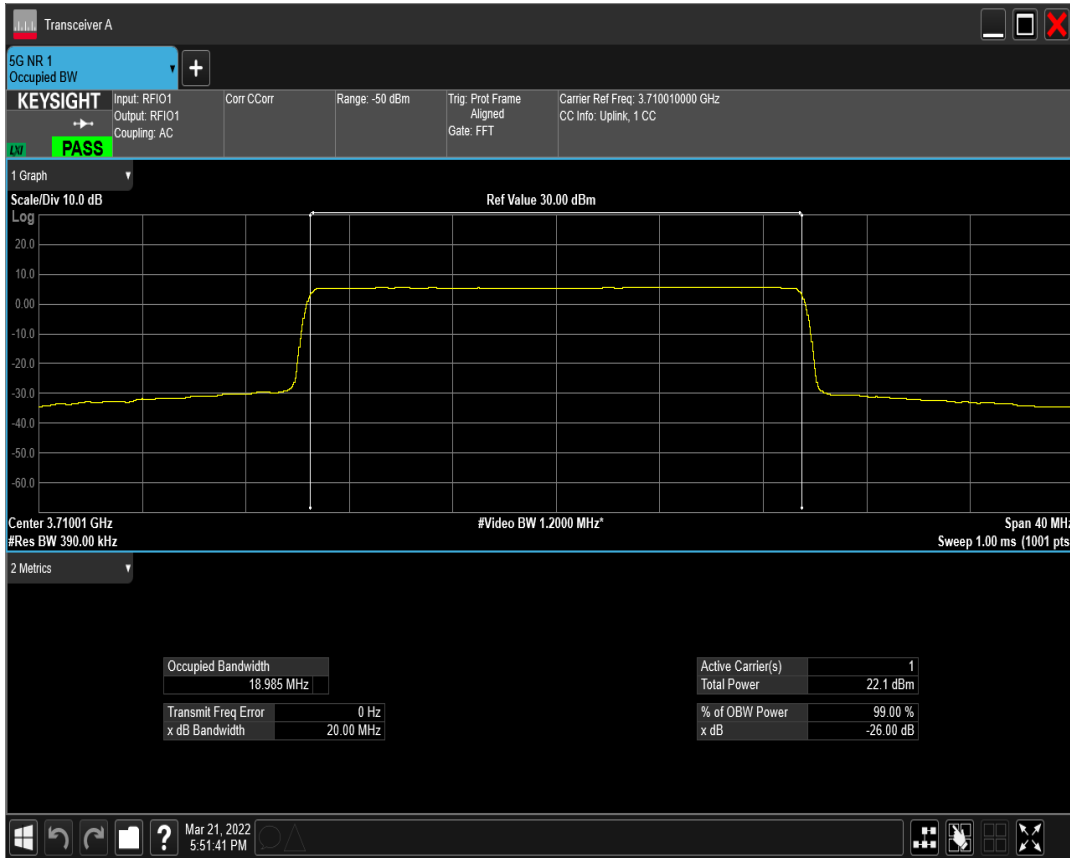 Transceiver A
5G NR 1
Occupied BW
+
KEYSIGHT
LXI
PASS
Input: RFIO1
Output: RFIO1
Coupling: AC
Corr CCorr
Range: -50 dBm
Trig: Prot Frame
Aligned
Gate: FFT
Carrier Ref Freq: 3.710010000 GHz
CC Info: Uplink, 1 CC
1 Graph
Scale/Div 10.0 dB
Ref Value 30.00 dBm
Log
20.0
10.0
0.00
-10.0
-20.0
-30.0
-40.0
-50.0
-60.0
Center 3.71001 GHz
#Video BW 1.2000 MHz*
Span 40 MHz
#Res BW 390.00 kHz
Sweep 1.00 ms (1001 pts
2 Metrics
Occupied Bandwidth
18.985 MHz
Transmit Freq Error 0 Hz
x dB Bandwidth 20.00 MHz
Active Carrier(s) 1
Total Power 22.1 dBm
% of OBW Power 99.00 %
x dB -26.00 dB
?
Mar 21, 2022
5:51:41 PM